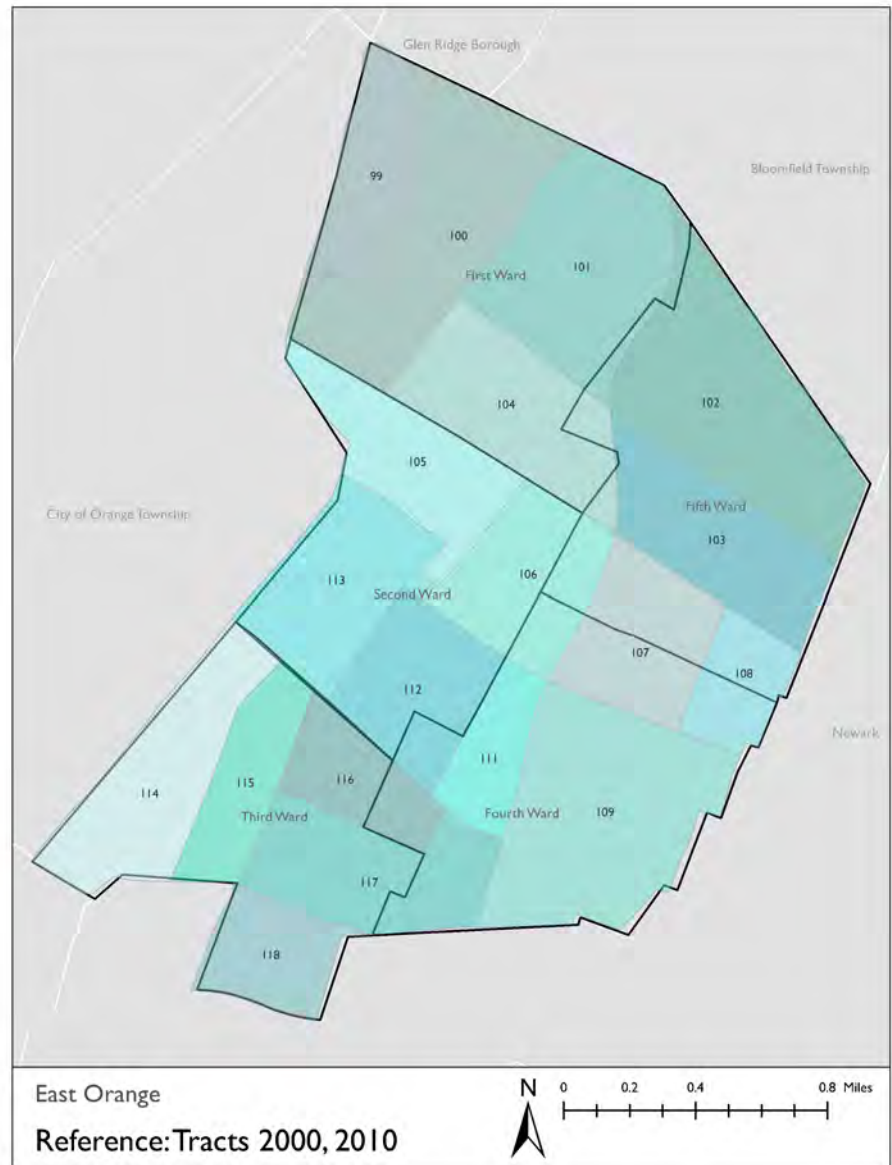 Glen Ridge Borough
Bloomfield Township
99
100
First Ward
101
104
102
105
City of Orange Township
Fifth Ward
103
113
106
Second Ward
107
108
112
Newark
111
116
115
114
Third Ward
Fourth Ward
109
117
118
East Orange
N
0 0.2 0.4 0.8 Miles
Reference: Tracts 2000, 2010